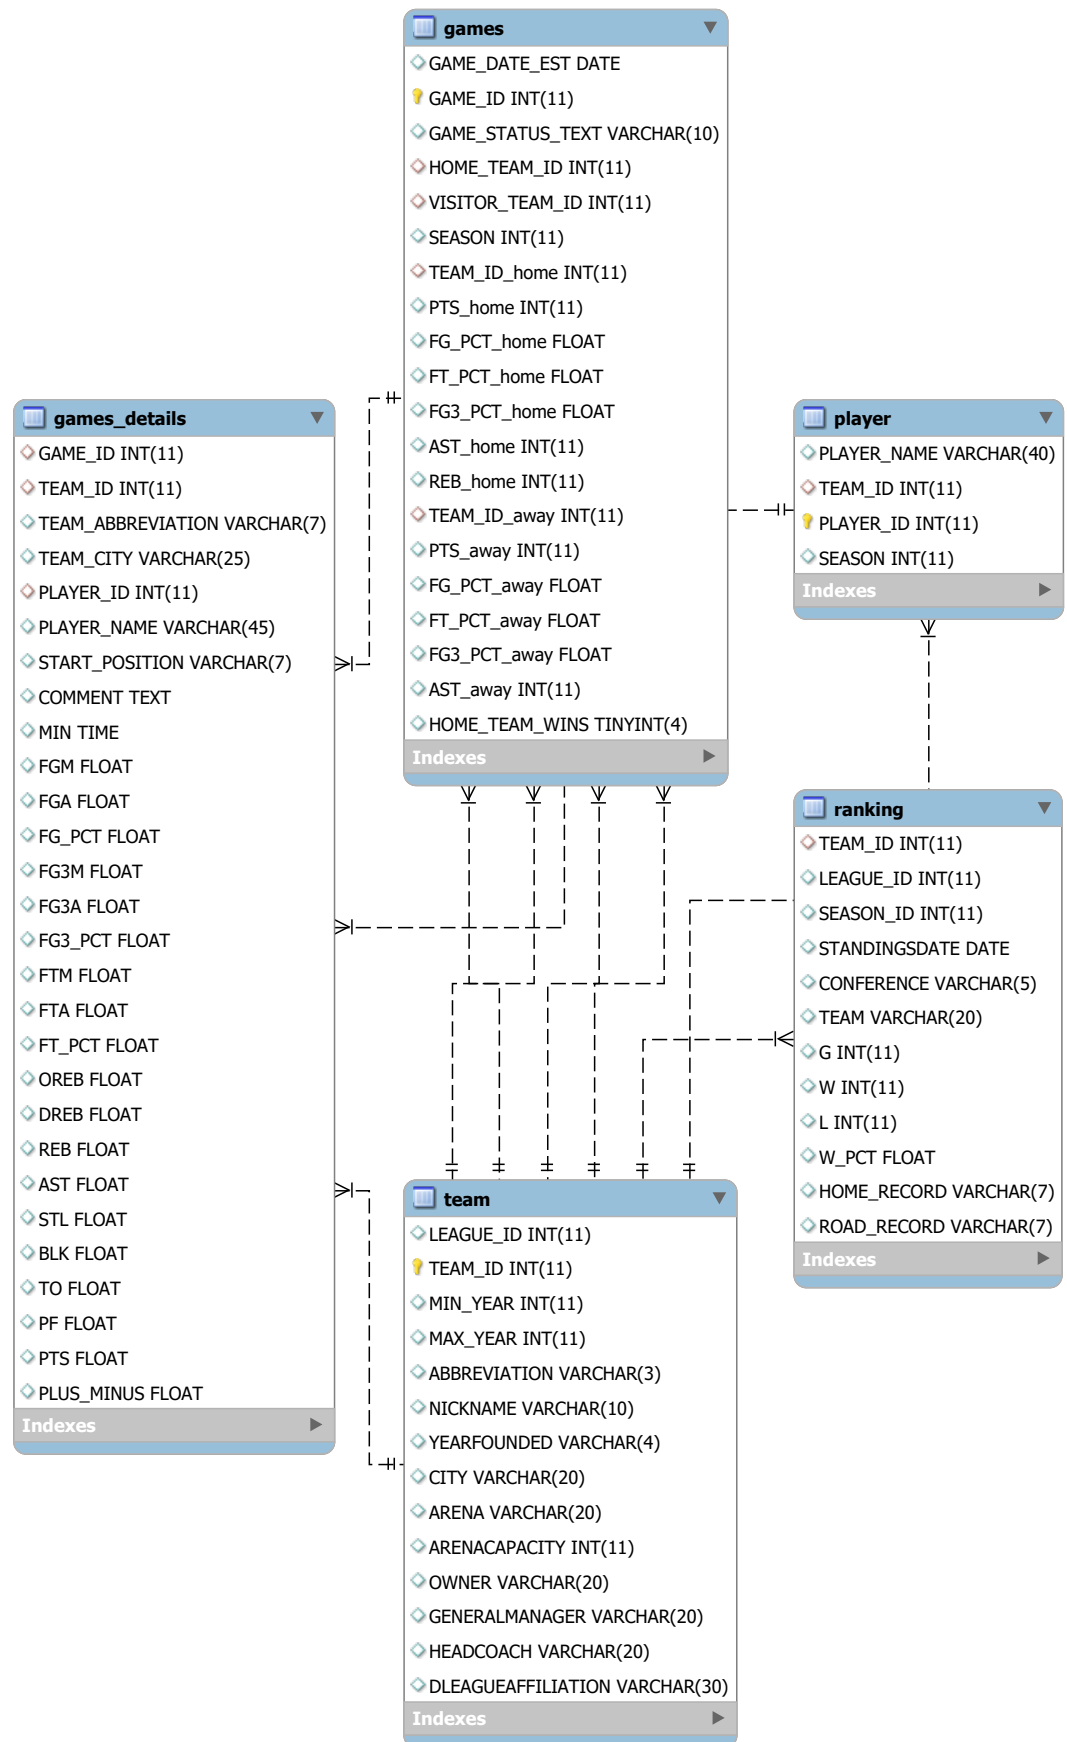 games
GAME_DATE_EST DATE
GAME_ID INT(11)
GAME_STATUS_TEXT VARCHAR(10)
HOME_TEAM_ID INT(11)
VISITOR_TEAM_ID INT(11)
SEASON INT(11)
TEAM_ID_home INT(11)
PTS_home INT(11)
FG_PCT_home FLOAT
FT_PCT_home FLOAT
FG3_PCT_home FLOAT
AST_home INT(11)
REB_home INT(11)
TEAM_ID_away INT(11)
PTS_away INT(11)
FG_PCT_away FLOAT
FT_PCT_away FLOAT
FG3_PCT_away FLOAT
AST_away INT(11)
HOME_TEAM_WINS TINYINT(4)
Indexes
games_details
GAME_ID INT(11)
TEAM_ID INT(11)
TEAM_ABBREVIATION VARCHAR(7)
TEAM_CITY VARCHAR(25)
PLAYER_ID INT(11)
PLAYER_NAME VARCHAR(45)
START_POSITION VARCHAR(7)
COMMENT TEXT
MIN TIME
FGM FLOAT
FGA FLOAT
FG_PCT FLOAT
FG3M FLOAT
FG3A FLOAT
FG3_PCT FLOAT
FTM FLOAT
FTA FLOAT
FT_PCT FLOAT
OREB FLOAT
DREB FLOAT
REB FLOAT
AST FLOAT
STL FLOAT
BLK FLOAT
TO FLOAT
PF FLOAT
PTS FLOAT
PLUS_MINUS FLOAT
Indexes
player
PLAYER_NAME VARCHAR(40)
TEAM_ID INT(11)
PLAYER_ID INT(11)
SEASON INT(11)
Indexes
ranking
TEAM_ID INT(11)
LEAGUE_ID INT(11)
SEASON_ID INT(11)
STANDINGSDATE DATE
CONFERENCE VARCHAR(5)
TEAM VARCHAR(20)
G INT(11)
W INT(11)
L INT(11)
W_PCT FLOAT
HOME_RECORD VARCHAR(7)
ROAD_RECORD VARCHAR(7)
Indexes
team
LEAGUE_ID INT(11)
TEAM_ID INT(11)
MIN_YEAR INT(11)
MAX_YEAR INT(11)
ABBREVIATION VARCHAR(3)
NICKNAME VARCHAR(10)
YEARFOUNDED VARCHAR(4)
CITY VARCHAR(20)
ARENA VARCHAR(20)
ARENACAPACITY INT(11)
OWNER VARCHAR(20)
GENERALMANAGER VARCHAR(20)
HEADCOACH VARCHAR(20)
DLEAGUEAFFILIATION VARCHAR(30)
Indexes